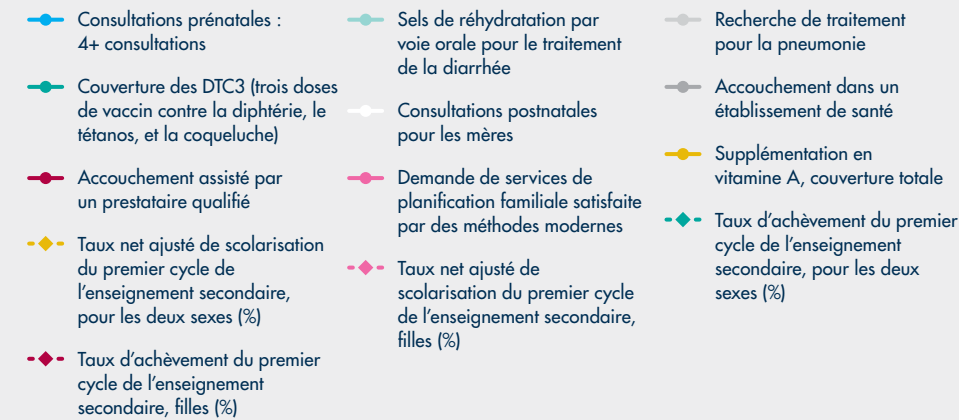 Consultations prénatales :
4+ consultations
Couverture des DTC3 (trois doses
de vaccin contre la diphtérie, le
tétanos, et la coqueluche)
Accouchement assisté par
un prestataire qualifié
Taux net ajusté de scolarisation
du premier cycle de
l’enseignement secondaire,
pour les deux sexes (%)
Taux d’achèvement du premier
cycle de l’enseignement
secondaire, filles (%)
Sels de réhydratation par
voie orale pour le traitement
de la diarrhée
Consultations postnatales
pour les mères
Demande de services de
planification familiale satisfaite
par des méthodes modernes
Taux net ajusté de
scolarisation du premier cycle
de l’enseignement secondaire,
filles (%)
Recherche de traitement
pour la pneumonie
Accouchement dans un
établissement de santé
Supplémentation en
vitamine A, couverture totale
Taux d’achèvement du premier
cycle de l’enseignement
secondaire, pour les deux
sexes (%)